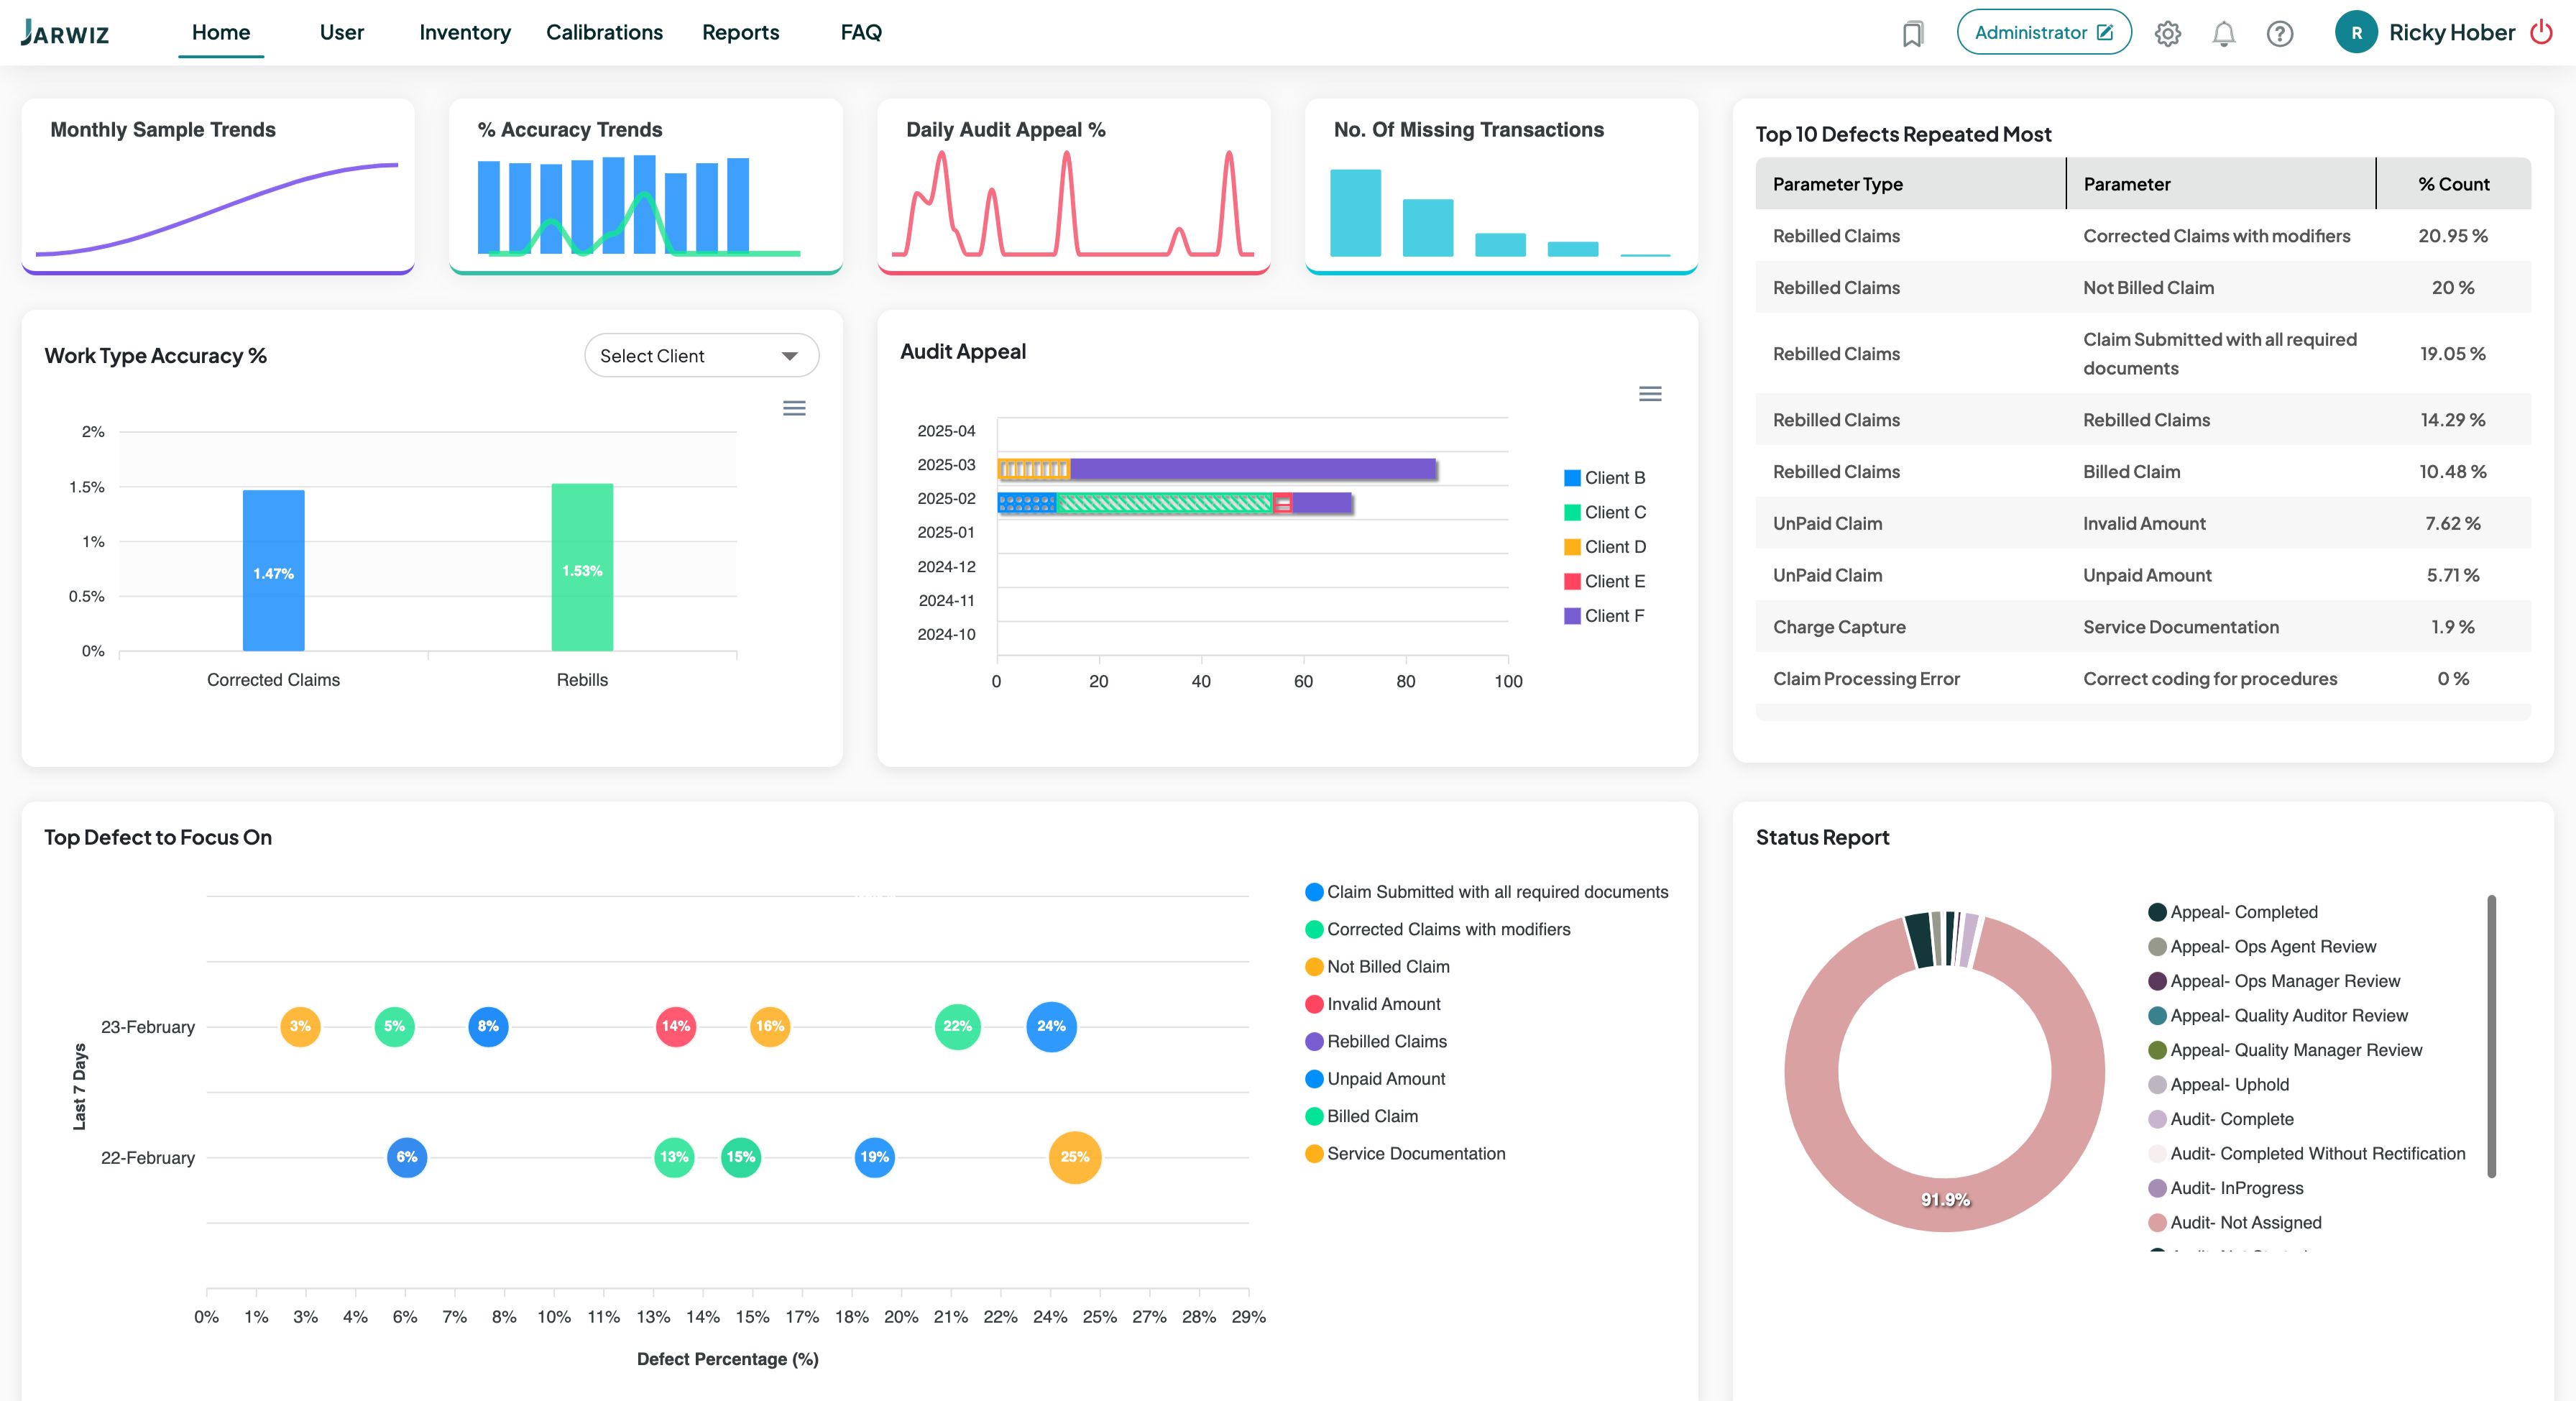 JARWIZ
Home
User
Inventory
Calibrations
Reports
FAQ
Administrator
R
Ricky Hober
Monthly Sample Trends
% Accuracy Trends
Daily Audit Appeal %
No. Of Missing Transactions
Work Type Accuracy %
Select Client
2%
1.5%
1%
0.5%
0%
1.47%
1.53%
Corrected Claims
Rebills
Audit Appeal
2025-04
2025-03
2025-02
2025-01
2024-12
2024-11
2024-10
0 20 40 60 80 100
Client B
Client C
Client D
Client E
Client F
Top 10 Defects Repeated Most
Parameter Type Parameter % Count
Rebilled Claims Corrected Claims with modifiers 20.95 %
Rebilled Claims Not Billed Claim 20 %
Rebilled Claims Claim Submitted with all required
documents 19.05 %
Rebilled Claims Rebilled Claims 14.29 %
Rebilled Claims Billed Claim 10.48 %
UnPaid Claim Invalid Amount 7.62 %
UnPaid Claim Unpaid Amount 5.71 %
Charge Capture Service Documentation 1.9 %
Claim Processing Error Correct coding for procedures 0 %
Top Defect to Focus On
Last 7 Days
23-February
3% 5% 8% 14% 16% 22% 24%
22-February
6% 13% 15% 19% 25%
0% 1% 3% 4% 6% 7% 8% 10% 11% 13% 14% 15% 17% 18% 20% 21% 22% 24% 25% 27% 28% 29%
Defect Percentage (%)
Claim Submitted with all required documents
Corrected Claims with modifiers
Not Billed Claim
Invalid Amount
Rebilled Claims
Unpaid Amount
Billed Claim
Service Documentation
Status Report
91.9%
Appeal- Completed
Appeal- Ops Agent Review
Appeal- Ops Manager Review
Appeal- Quality Auditor Review
Appeal- Quality Manager Review
Appeal- Uphold
Audit- Complete
Audit- Completed Without Rectification
Audit- InProgress
Audit- Not Assigned